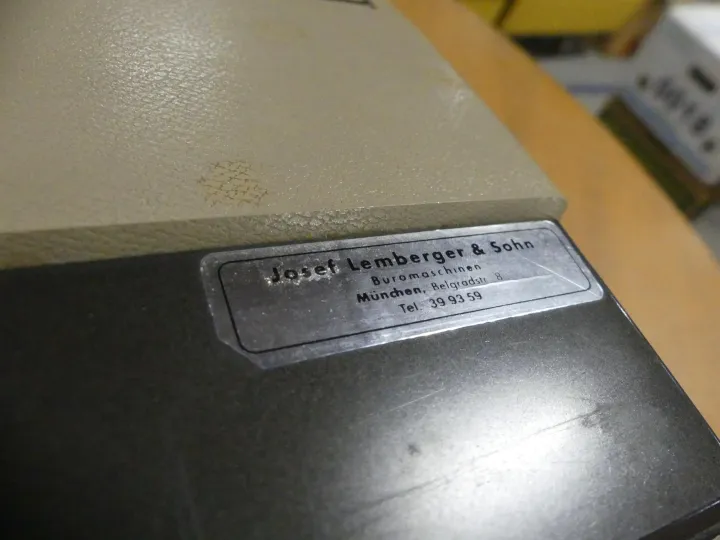 Josef Lemberger & Sohn
Büromaschinen
München, Belgradstr. 8
Tel. 39 93 59